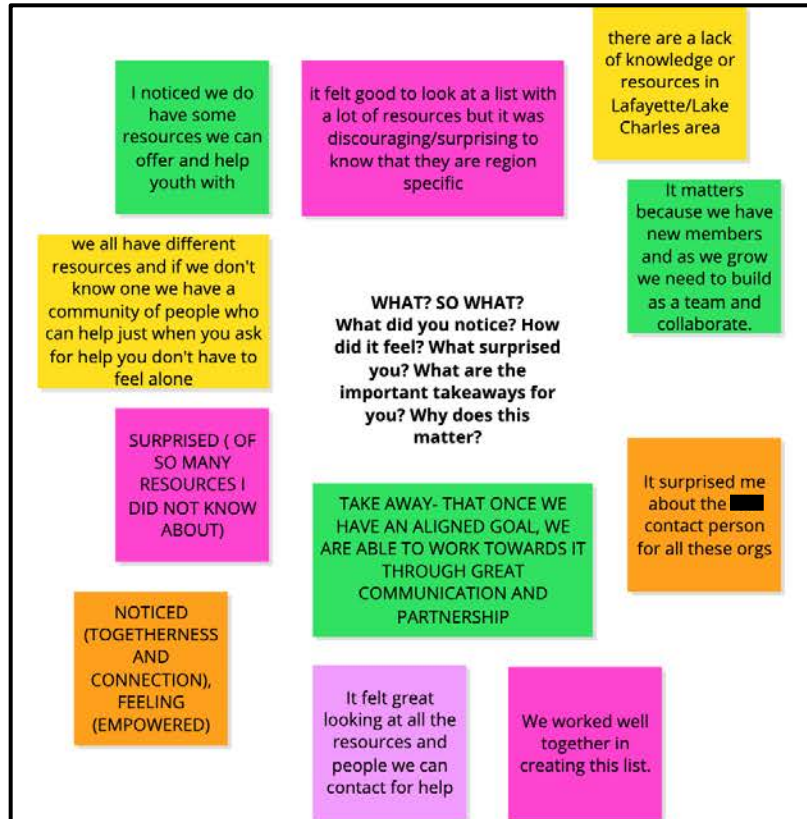 there are a lack
of knowledge or
resources in
Lafayette/Lake
Charles area
I noticed we do
have some
resources we can
offer and help
youth with
it felt good to look at a list with
a lot of resources but it was
discouraging/surprising to
know that they are region
specific
It matters
because we have
new members
and as we grow
we need to build
as a team and
collaborate.
we all have different
resources and if we don't
know one we have a
community of people who
can help just when you ask
for help you don't have to
feel alone
WHAT? SO WHAT?
What did you notice? How
did it feel? What surprised
you? What are the
important takeaways for
you? Why does this
matter?
SURPRISED ( OF
SO MANY
RESOURCES I
DID NOT KNOW
ABOUT)
It surprised me
about the
contact person
for all these orgs
TAKE AWAY- THAT ONCE WE
HAVE AN ALIGNED GOAL, WE
ARE ABLE TO WORK TOWARDS IT
THROUGH GREAT
COMMUNICATION AND
PARTNERSHIP
NOTICED
(TOGETHERNESS
AND
CONNECTION),
FEELING
(EMPOWERED)
It felt great
looking at all the
resources and
people we can
contact for help
We worked well
together in
creating this list.